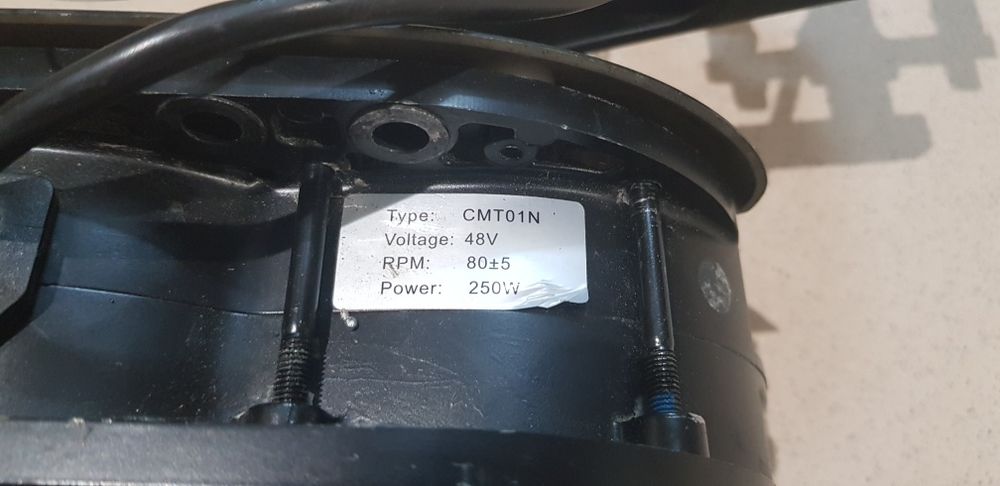 Type: CMT01N
Voltage: 48V
RPM: 80±5
Power: 250W